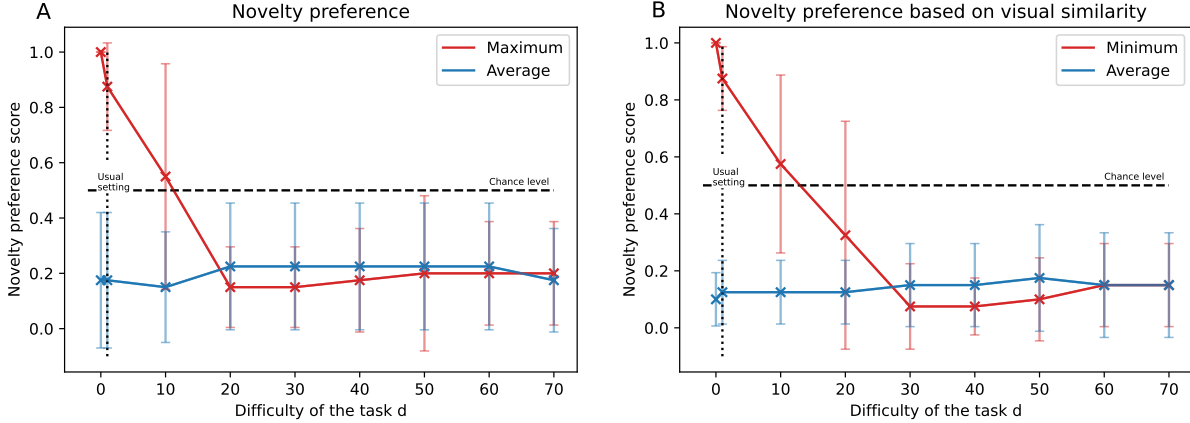 A
Novelty preference
Novelty preference score
1.0
0.8
0.6
0.4
0.2
0.0
Maximum
Average
Usual
setting
Chance level
0 10 20 30 40 50 60 70
Difficulty of the task d
B
Novelty preference based on visual similarity
Novelty preference score
1.0
0.8
0.6
0.4
0.2
0.0
Minimum
Average
Usual
setting
Chance level
0 10 20 30 40 50 60 70
Difficulty of the task d